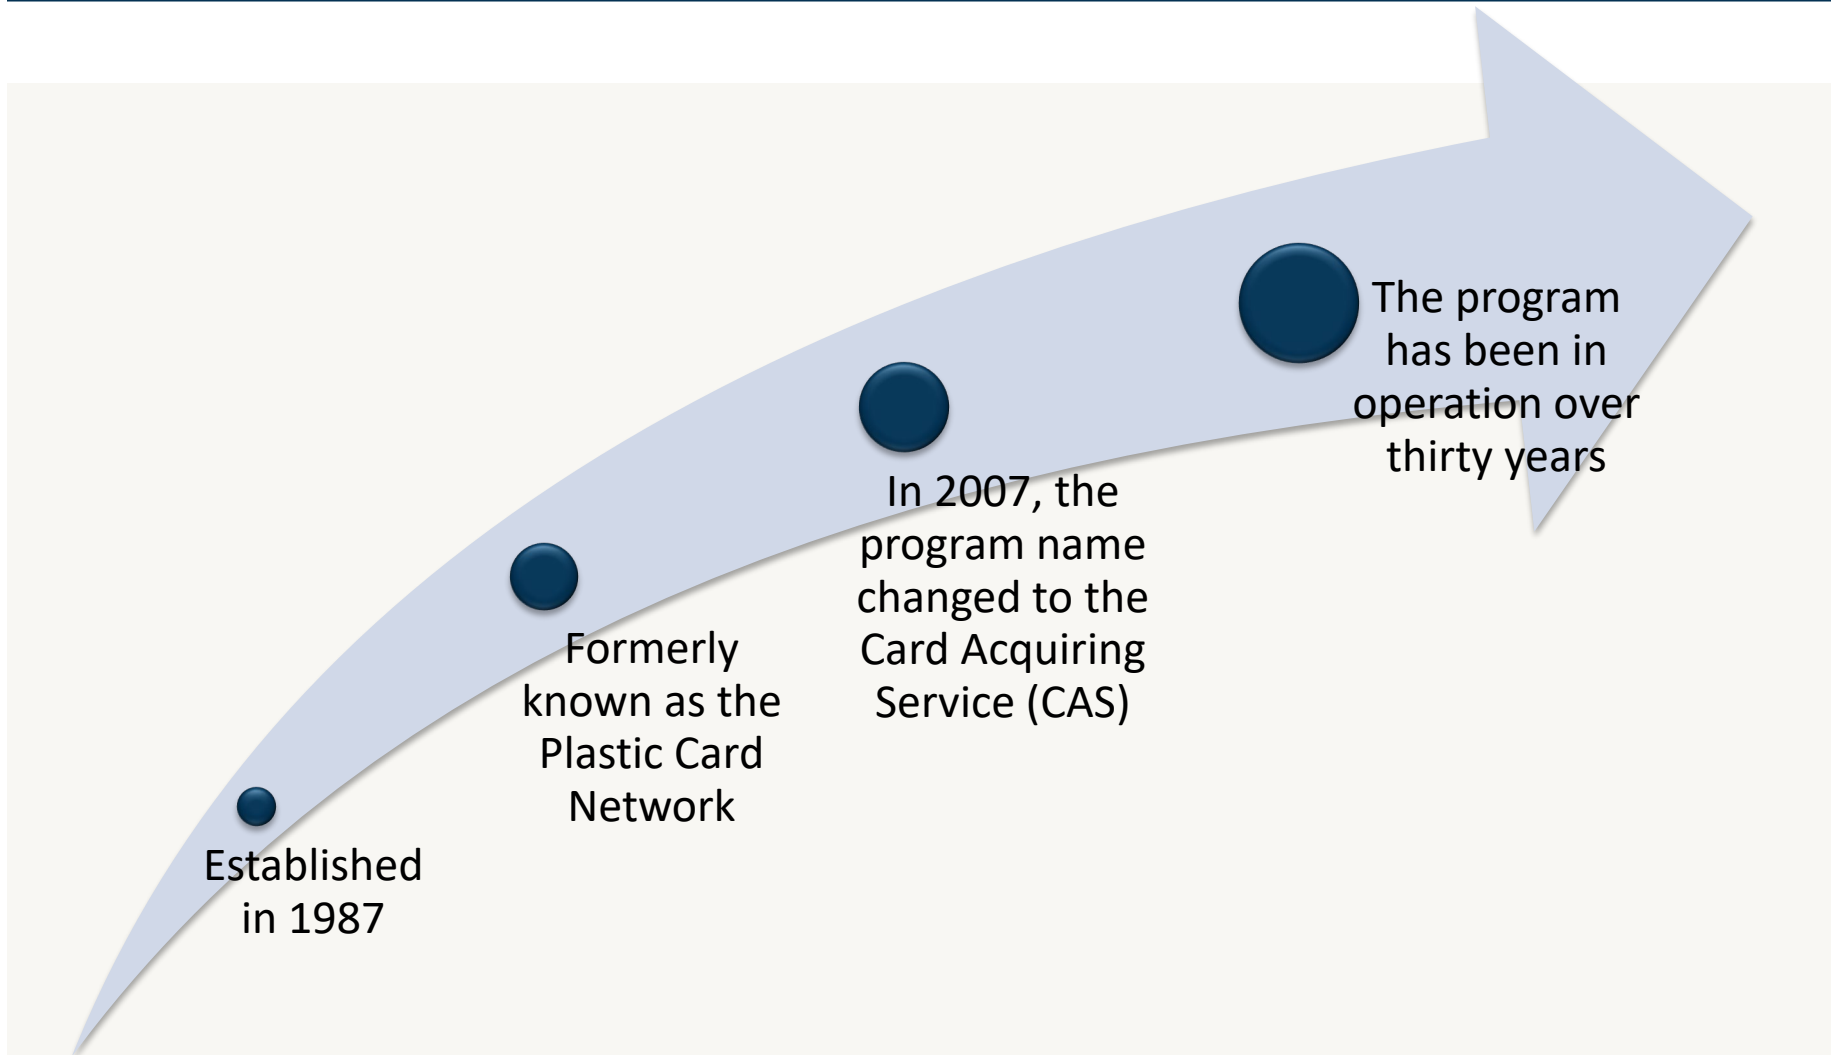 Established
in 1987
Formerly
known as the
Plastic Card
Network
In 2007, the
program name
changed to the
Card Acquiring
Service (CAS)
The program
has been in
operation over
thirty years